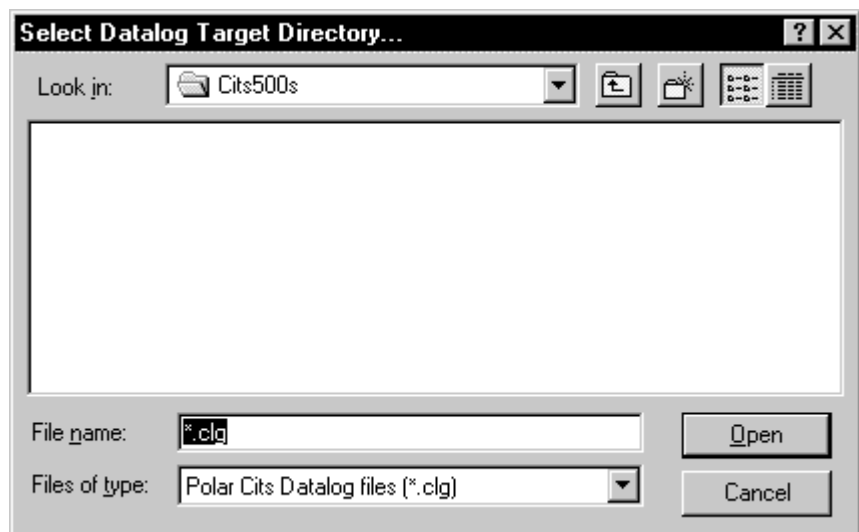 Select Datalog Target Directory...
Look in: Cits500s
File name: *.clg Open
Files of type: Polar Cits Datalog files (*.clg) Cancel